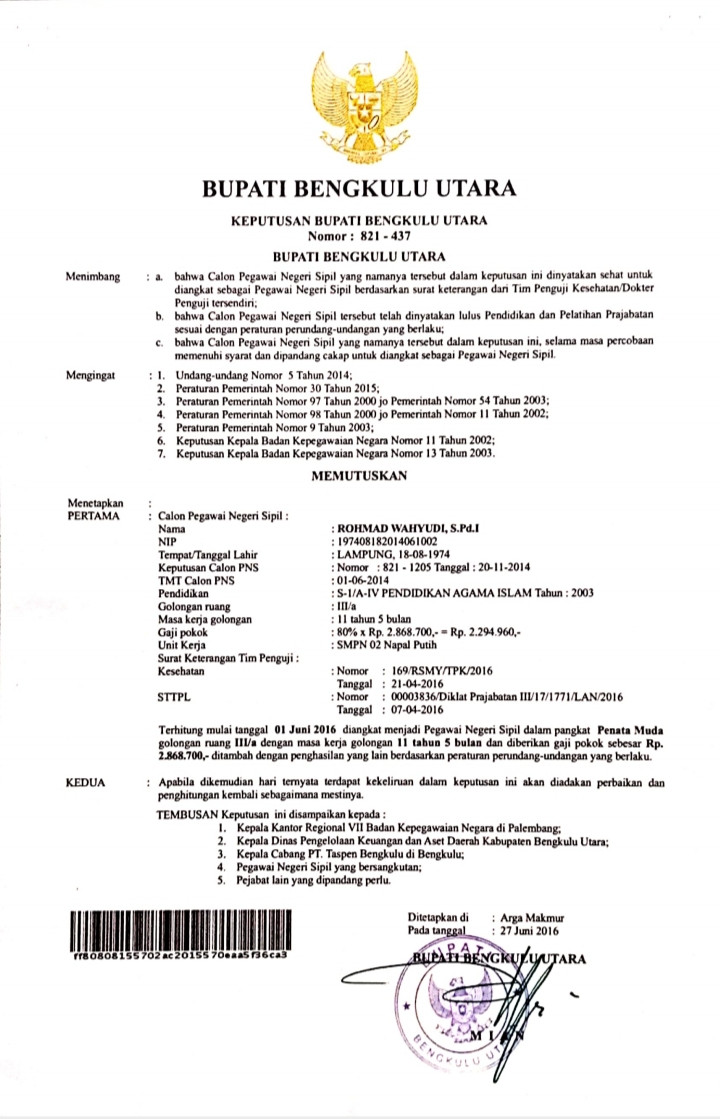 BUPATI BENGKULU UTARA
KEPUTUSAN BUPATI BENGKULU UTARA
Nomor : 821 - 437
BUPATI BENGKULU UTARA
Menimbang : a. bahwa Calon Pegawai Negeri Sipil yang namanya tersebut dalam keputusan ini dinyatakan sehat untuk
diangkat sebagai Pegawai Negeri Sipil berdasarkan surat keterangan dari Tim Penguji Kesehatan/Dokter
Penguji tersendiri;
b. bahwa Calon Pegawai Negeri Sipil tersebut telah dinyatakan lulus Pendidikan dan Pelatihan Prajabatan
sesuai dengan peraturan perundang-undangan yang berlaku;
c. bahwa Calon Pegawai Negeri Sipil yang namanya tersebut dalam keputusan ini, selama masa percobaan
memenuhi syarat dan dipandang cakap untuk diangkat sebagai Pegawai Negeri Sipil.
Mengingat : 1. Undang-undang Nomor 5 Tahun 2014;
2. Peraturan Pemerintah Nomor 30 Tahun 2015;
3. Peraturan Pemerintah Nomor 97 Tahun 2000 jo Pemerintah Nomor 54 Tahun 2003;
4. Peraturan Pemerintah Nomor 98 Tahun 2000 jo Pemerintah Nomor 11 Tahun 2002;
5. Peraturan Pemerintah Nomor 9 Tahun 2003;
6. Keputusan Kepala Badan Kepegawaian Negara Nomor 11 Tahun 2002;
7. Keputusan Kepala Badan Kepegawaian Negara Nomor 13 Tahun 2003.
MEMUTUSKAN
Menetapkan :
PERTAMA : Calon Pegawai Negeri Sipil :
Nama : ROHMAD WAHYUDI, S.Pd.I
NIP : 197408182014061002
Tempat/Tanggal Lahir : LAMPUNG, 18-08-1974
Keputusan Calon PNS : Nomor : 821 - 1205 Tanggal : 20-11-2014
TMT Calon PNS : 01-06-2014
Pendidikan : S-1/A-IV PENDIDIKAN AGAMA ISLAM Tahun : 2003
Golongan ruang : III/a
Masa kerja golongan : 11 tahun 5 bulan
Gaji pokok : 80% x Rp. 2.868.700,- = Rp. 2.294.960,-
Unit Kerja : SMPN 02 Napal Putih
Surat Keterangan Tim Penguji :
Kesehatan : Nomor : 169/RSMY/TPK/2016
Tanggal : 21-04-2016
STTPL : Nomor : 00003836/Diklat Prajabatan III/17/1771/LAN/2016
Tanggal : 07-04-2016
Terhitung mulai tanggal 01 Juni 2016 diangkat menjadi Pegawai Negeri Sipil dalam pangkat Penata Muda
golongan ruang III/a dengan masa kerja golongan 11 tahun 5 bulan dan diberikan gaji pokok sebesar Rp.
2.868.700,- ditambah dengan penghasilan yang lain berdasarkan peraturan perundang-undangan yang berlaku.
KEDUA : Apabila dikemudian hari ternyata terdapat kekeliruan dalam keputusan ini akan diadakan perbaikan dan
penghitungan kembali sebagaimana mestinya.
TEMBUSAN Keputusan ini disampaikan kepada :
1. Kepala Kantor Regional VII Badan Kepegawaian Negara di Palembang;
2. Kepala Dinas Pengelolaan Keuangan dan Aset Daerah Kabupaten Bengkulu Utara;
3. Kepala Cabang PT. Taspen Bengkulu di Bengkulu;
4. Pegawai Negeri Sipil yang bersangkutan;
5. Pejabat lain yang dipandang perlu.
Ditetapkan di : Arga Makmur
Pada tanggal : 27 Juni 2016
ff80808155702ac2015570eaa5f36ca3
BUPATI BENGKULU UTARA
BUPATI
BENGKULU UTARA
M I A N